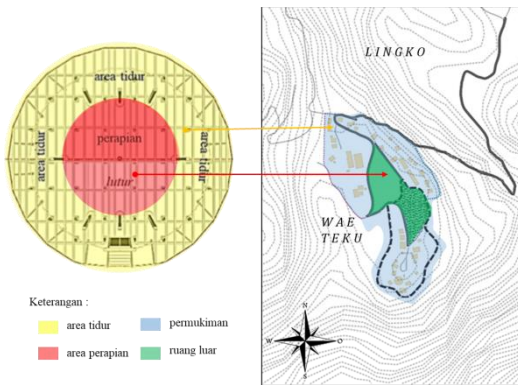 area tidur
perapian
area tidur
area tidur
lutur
LINGKO
WAE
TEKU
Keterangan :
area tidur
permukiman
area perapian
ruang luar
N
W
O
S